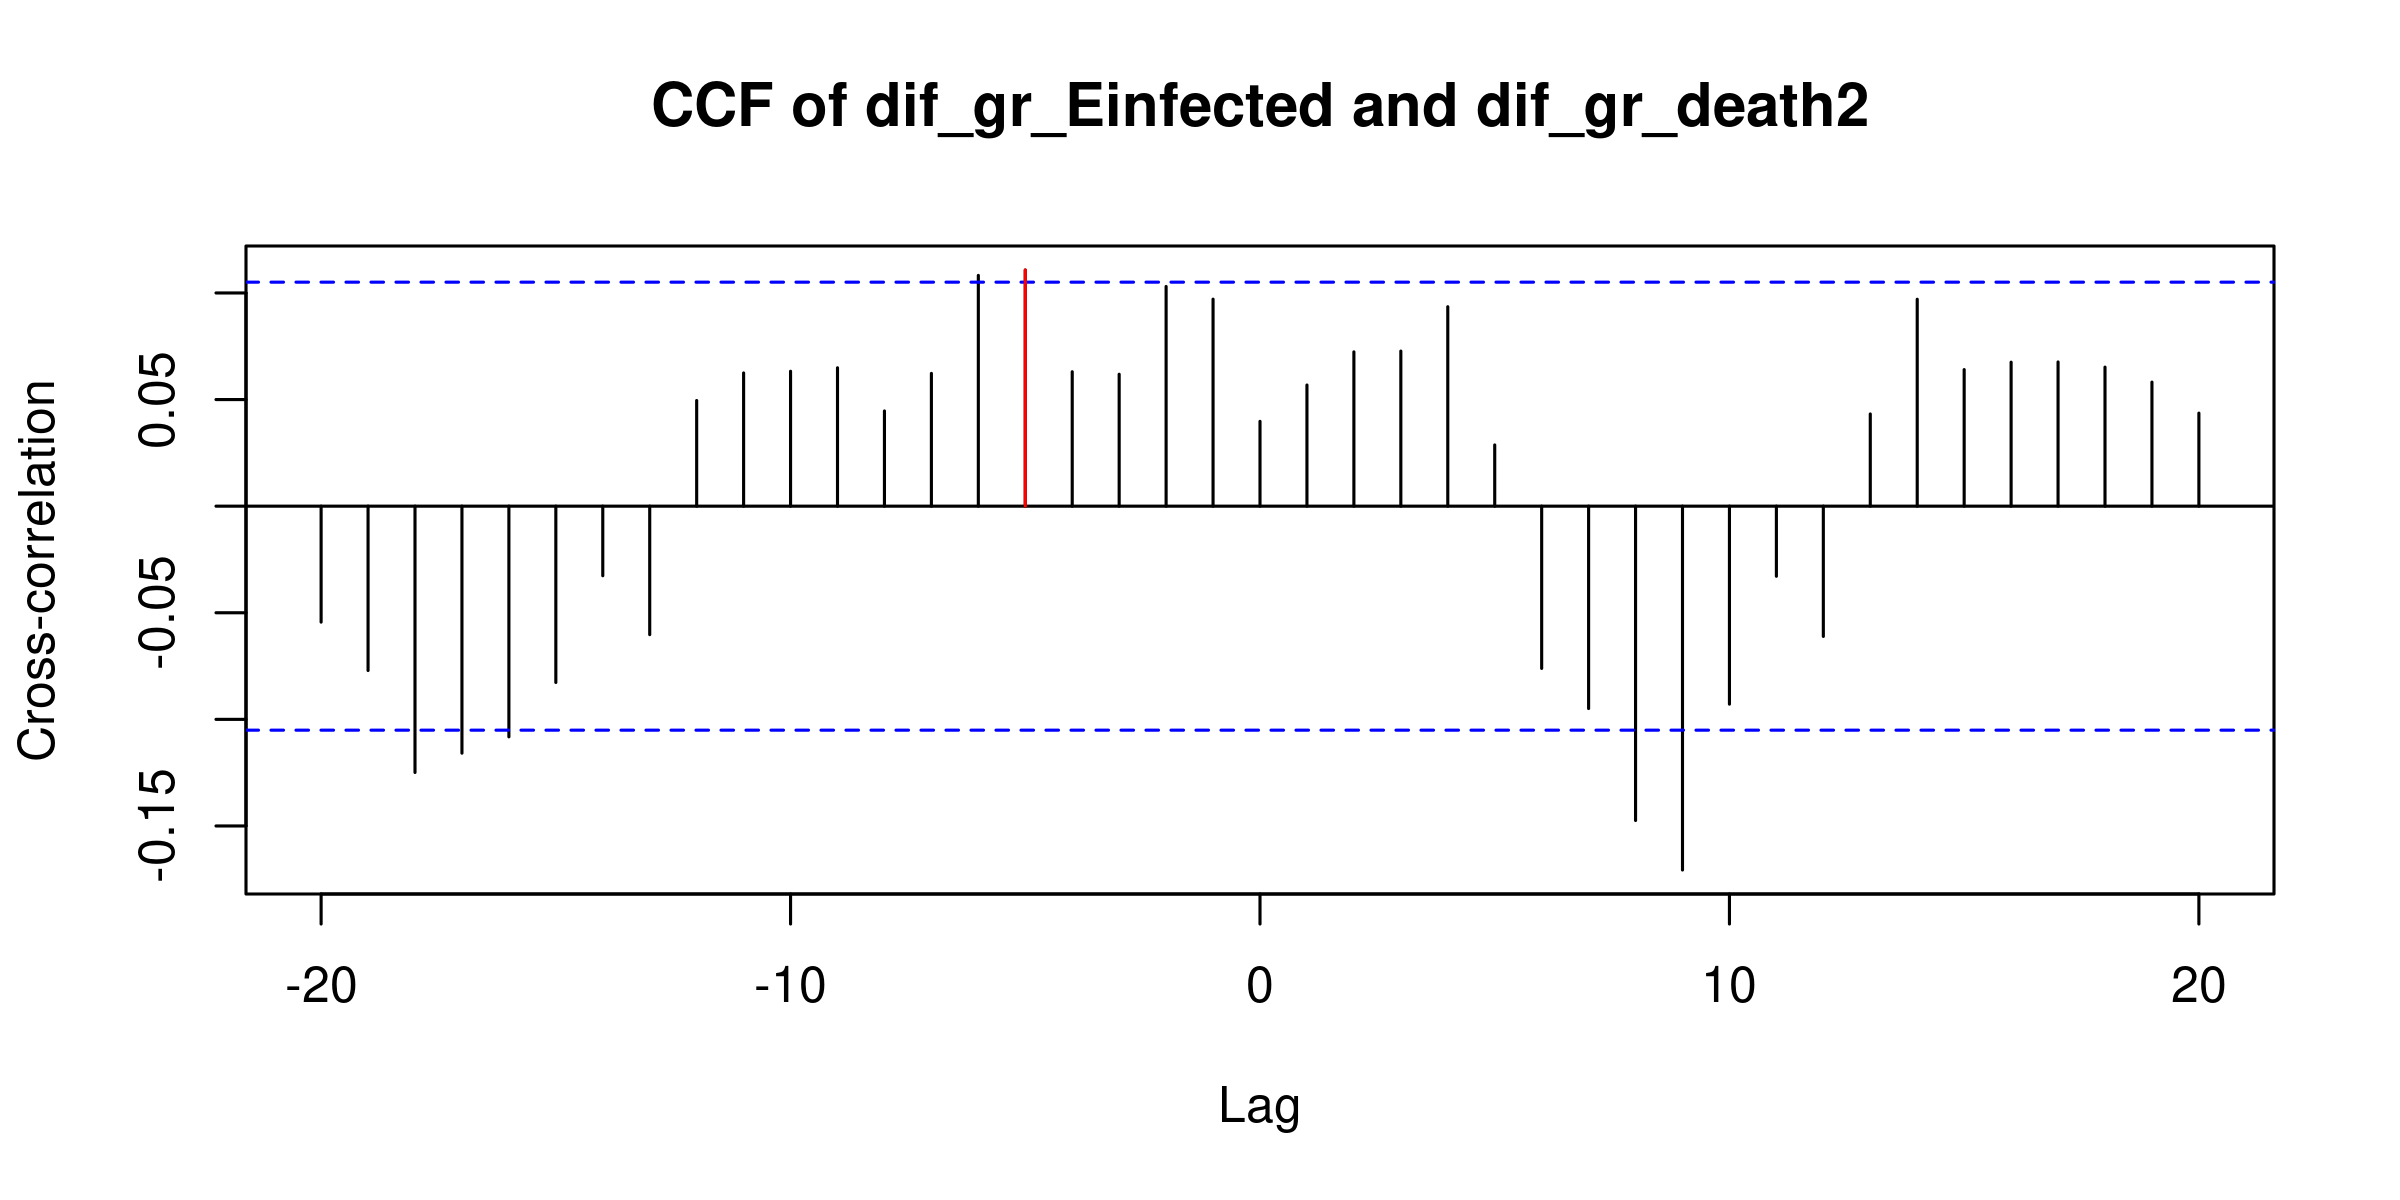 CCF of dif_gr_Einfected and dif_gr_death2
Cross-correlation
0.05
-0.05
-0.15
-20
-10
0
10
20
Lag